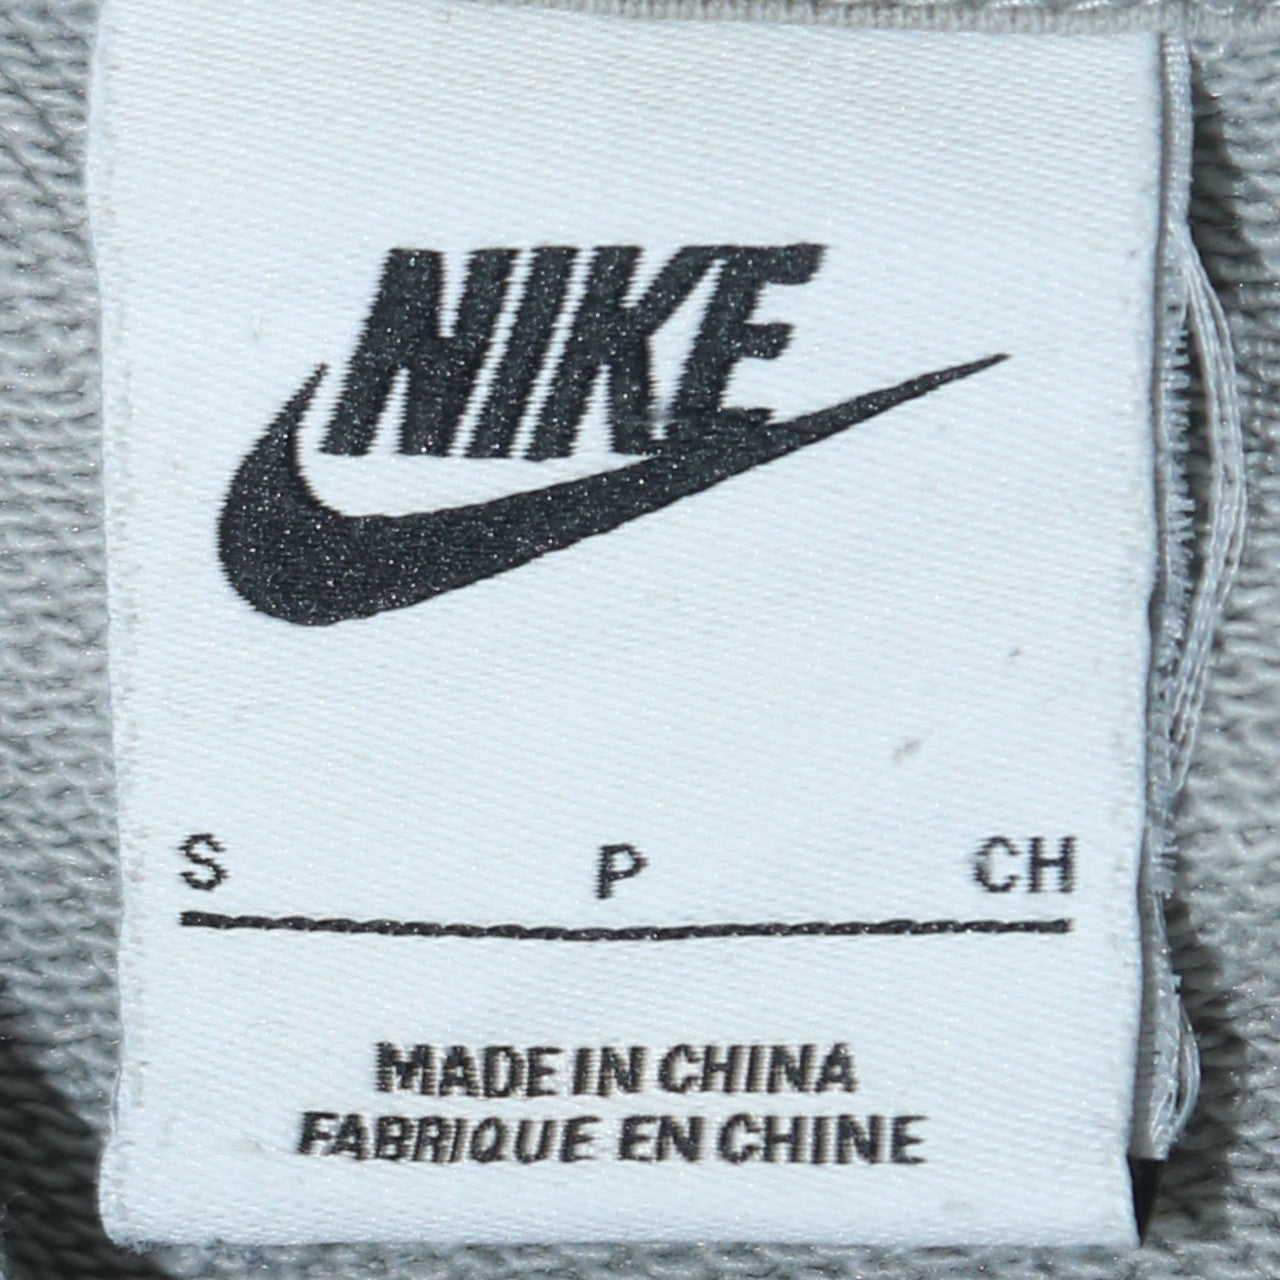 NIKE
S P CH
MADE IN CHINA
FABRIQUE EN CHINE